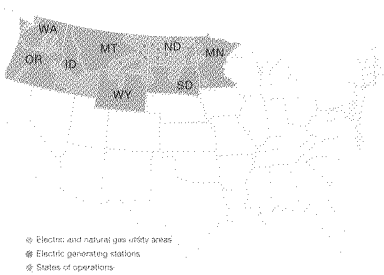 WA
MT
ND
MN
OR
ID
SD
WY
Electric and natural gas utility areas
Electric generating stations
States of operations